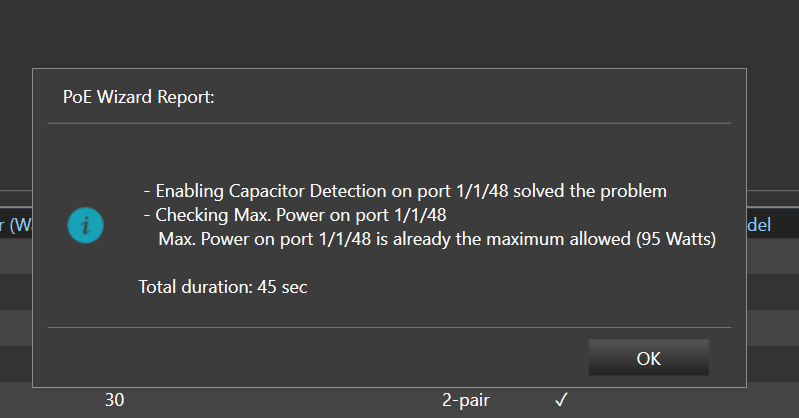 PoE Wizard Report:
- Enabling Capacitor Detection on port 1/1/48 solved the problem
- Checking Max. Power on port 1/1/48
Max. Power on port 1/1/48 is already the maximum allowed (95 Watts)
Total duration: 45 sec
OK
30 2-pair ✓